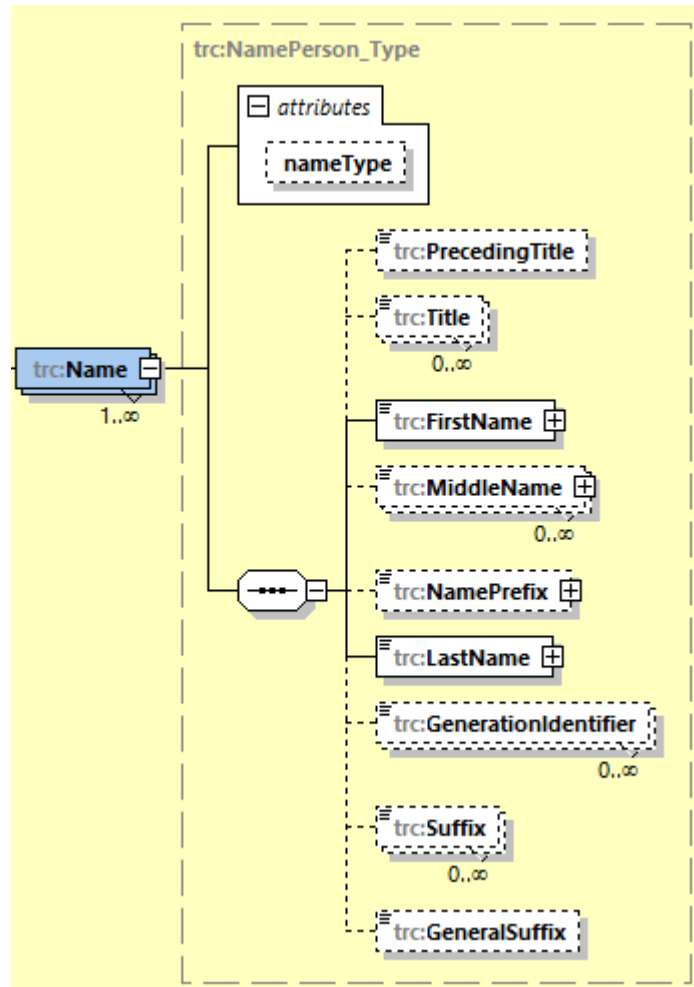 trc:NamePerson_Type
attributes
nameType
trc:PrecedingTitle
trc:Title
0..∞
trc:Name
1..∞
trc:FirstName
trc:MiddleName
0..∞
trc:NamePrefix
trc:LastName
trc:GenerationIdentifier
0..∞
trc:Suffix
0..∞
trc:GeneralSuffix